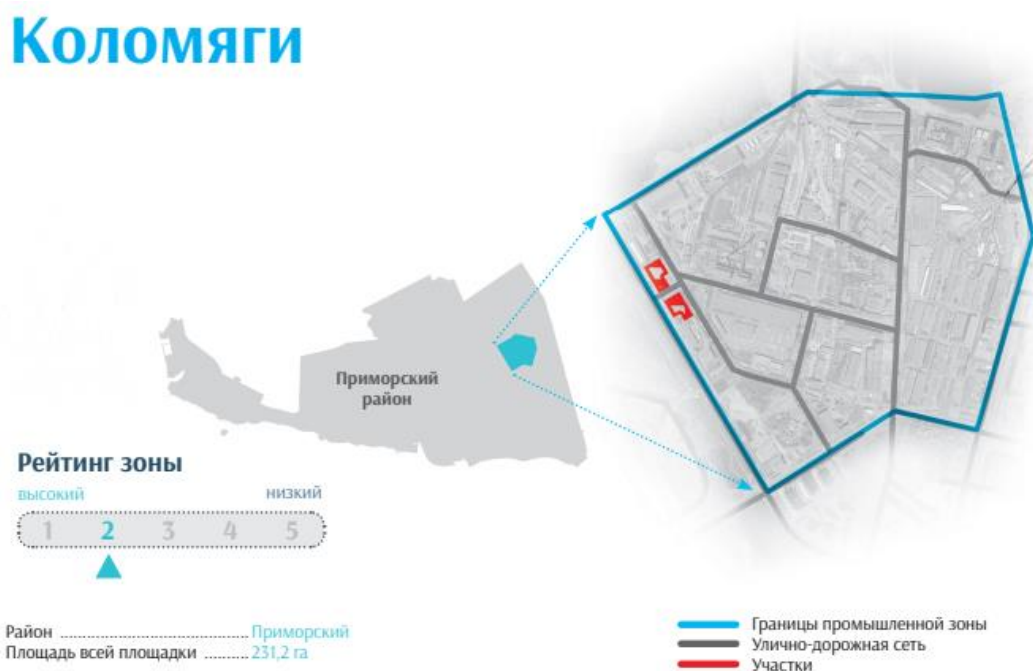 Коломяги
Приморский
район
Рейтинг зоны
высокий низкий
1 2 3 4 5
Район ........................................ Приморский
Площадь всей площадки .......... 231,2 га
Границы промышленной зоны
Улично-дорожная сеть
Участки